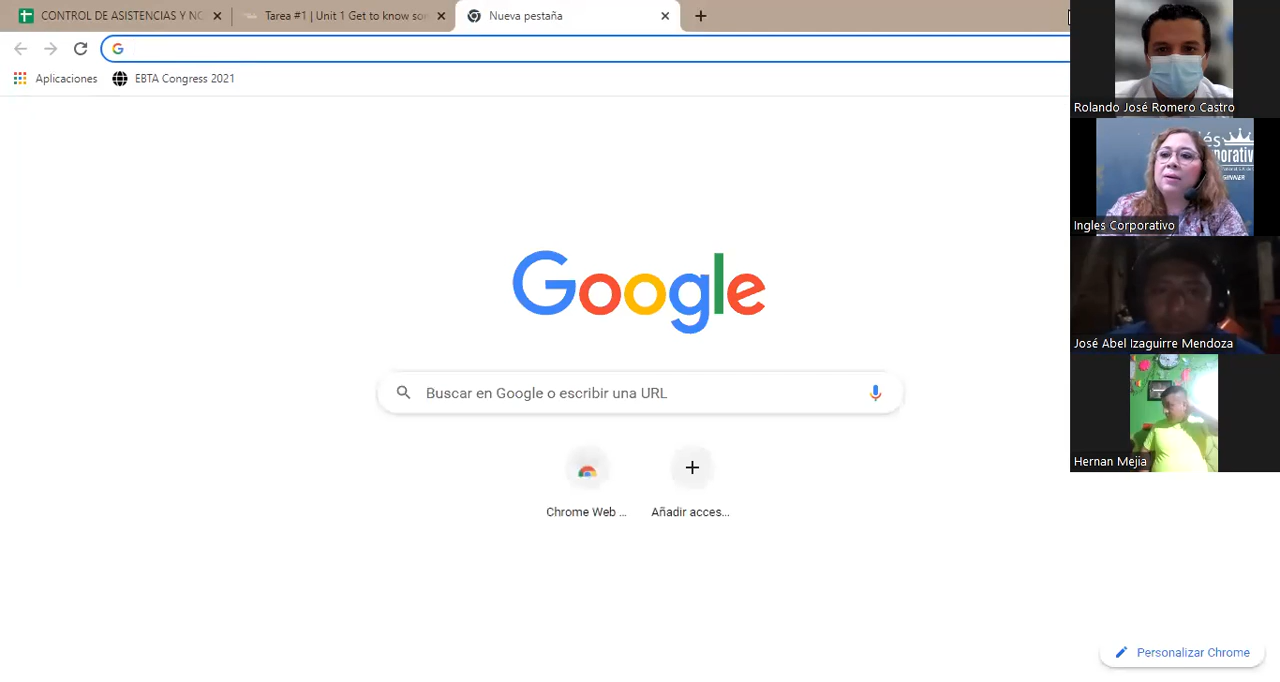 CONTROL DE ASISTENCIAS Y NO
Tarea #1 | Unit 1 Get to know som
Nueva pestaña
Aplicaciones
EBTA Congress 2021
Google
Buscar en Google o escribir una URL
Chrome Web ...
Añadir acces...
Personalizar Chrome
Rolando José Romero Castro
Ingles Corporativo
José Abel Izaguirre Mendoza
Hernan Mejia